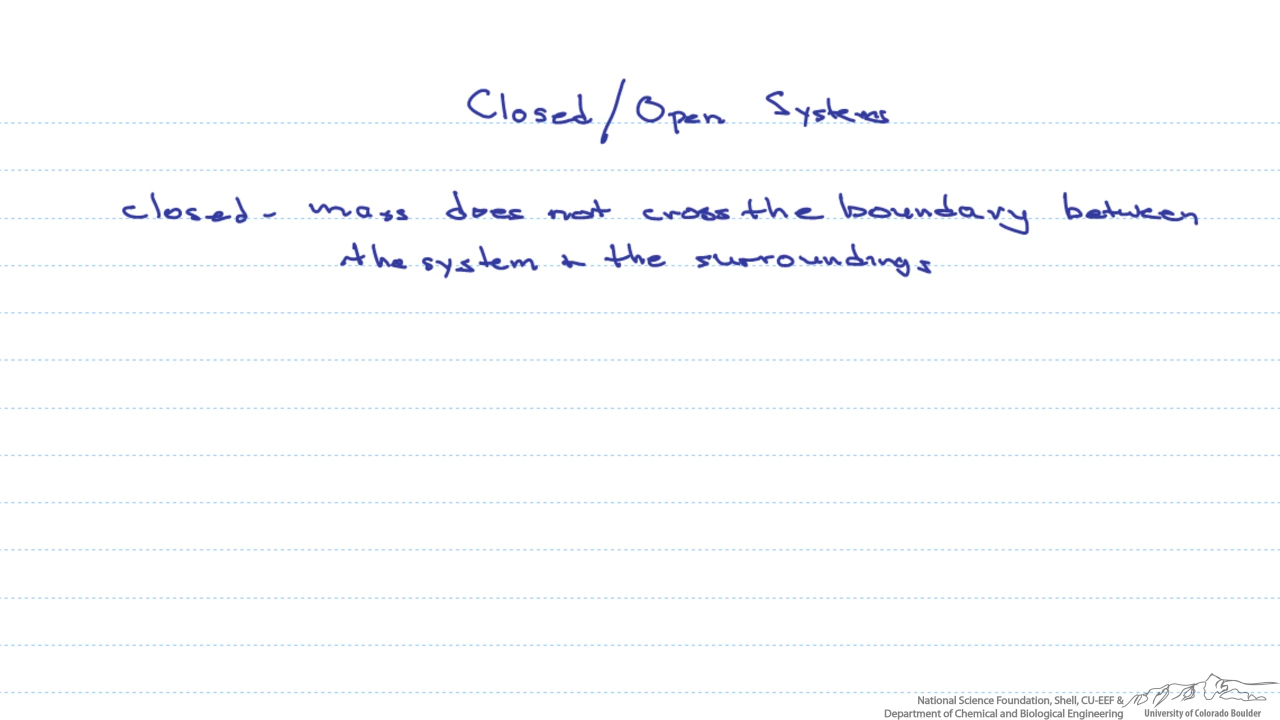 Closed/Open Systems
closed - mass does not cross the boundary between
the system & the surroundings
National Science Foundation, Shell, CU-EEF &
Department of Chemical and Biological Engineering
University of Colorado Boulder